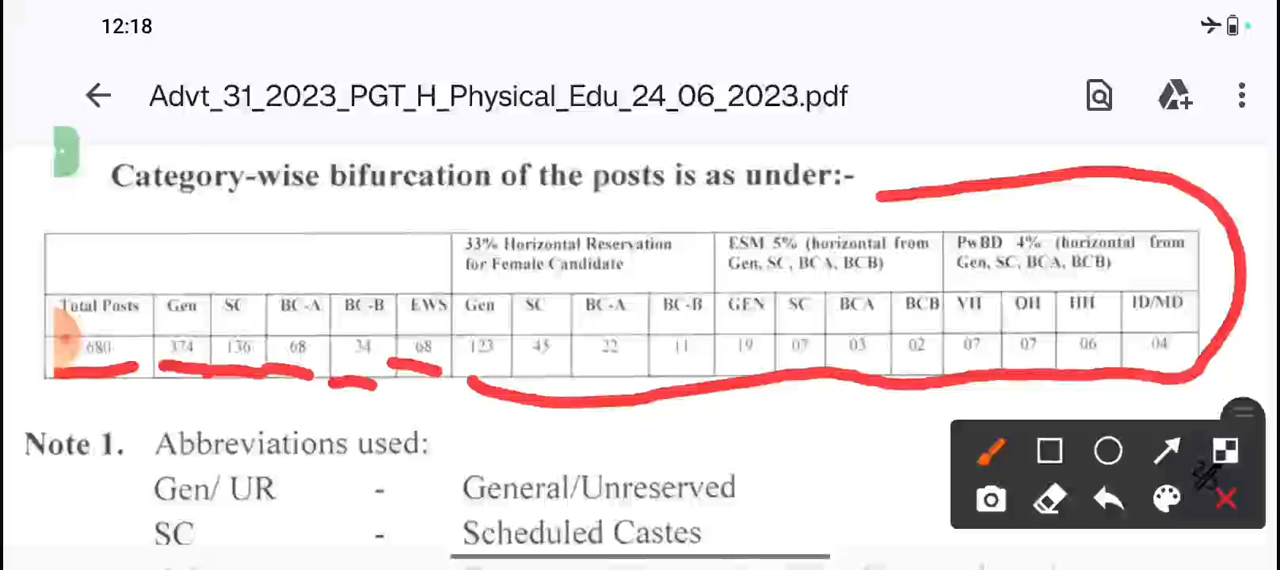 12:18
Advt_31_2023_PGT_H_Physical_Edu_24_06_2023.pdf
Category-wise bifurcation of the posts is as under:-
33% Horizontal Reservation for Female Candidate
ESM 5% (horizontal from Gen, SC, BCA, BCB)
PwBD 4% (horizontal from Gen, SC, BCA, BCB)
Total Posts Gen SC BC-A BC-B EWS Gen SC BC-A BC-B GEN SC BCA BCB VH OH HH ID/MD
680 374 136 68 34 68 123 45 22 11 19 07 03 02 07 07 06 04
Note 1. Abbreviations used:
Gen/ UR - General/Unreserved
SC - Scheduled Castes